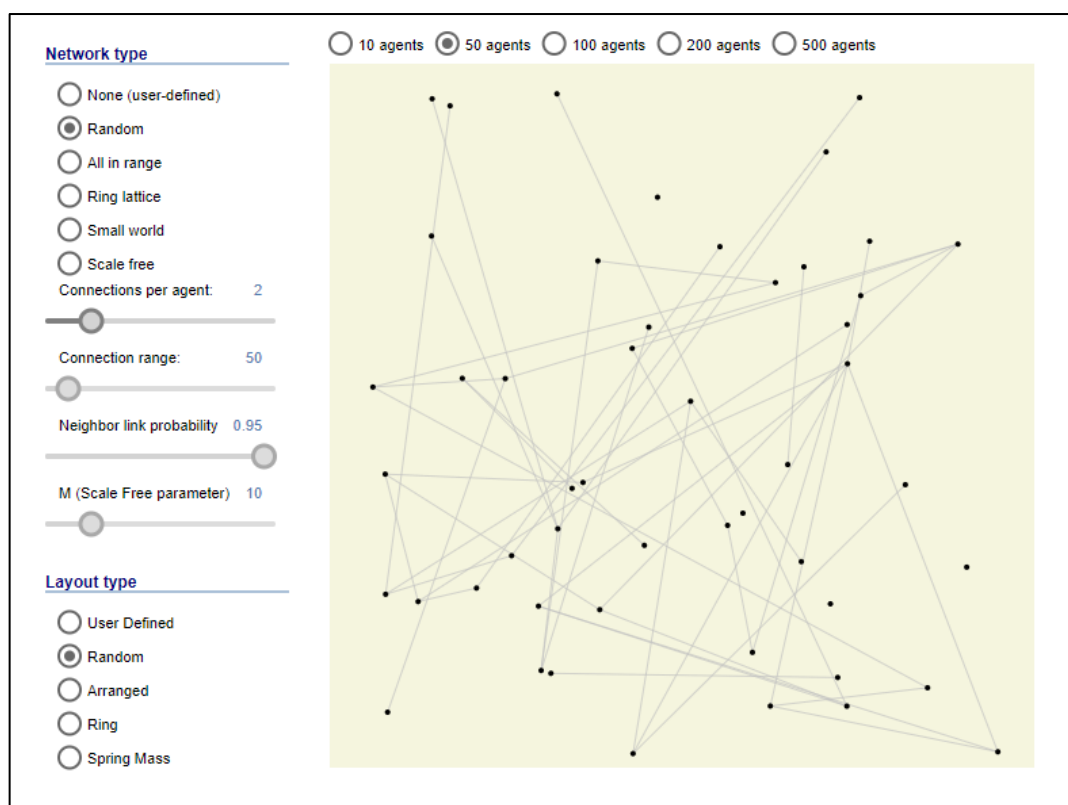 10 agents 50 agents 100 agents 200 agents 500 agents
Network type
None (user-defined)
Random
All in range
Ring lattice
Small world
Scale free
Connections per agent: 2
Connection range: 50
Neighbor link probability 0.95
M (Scale Free parameter) 10
Layout type
User Defined
Random
Arranged
Ring
Spring Mass